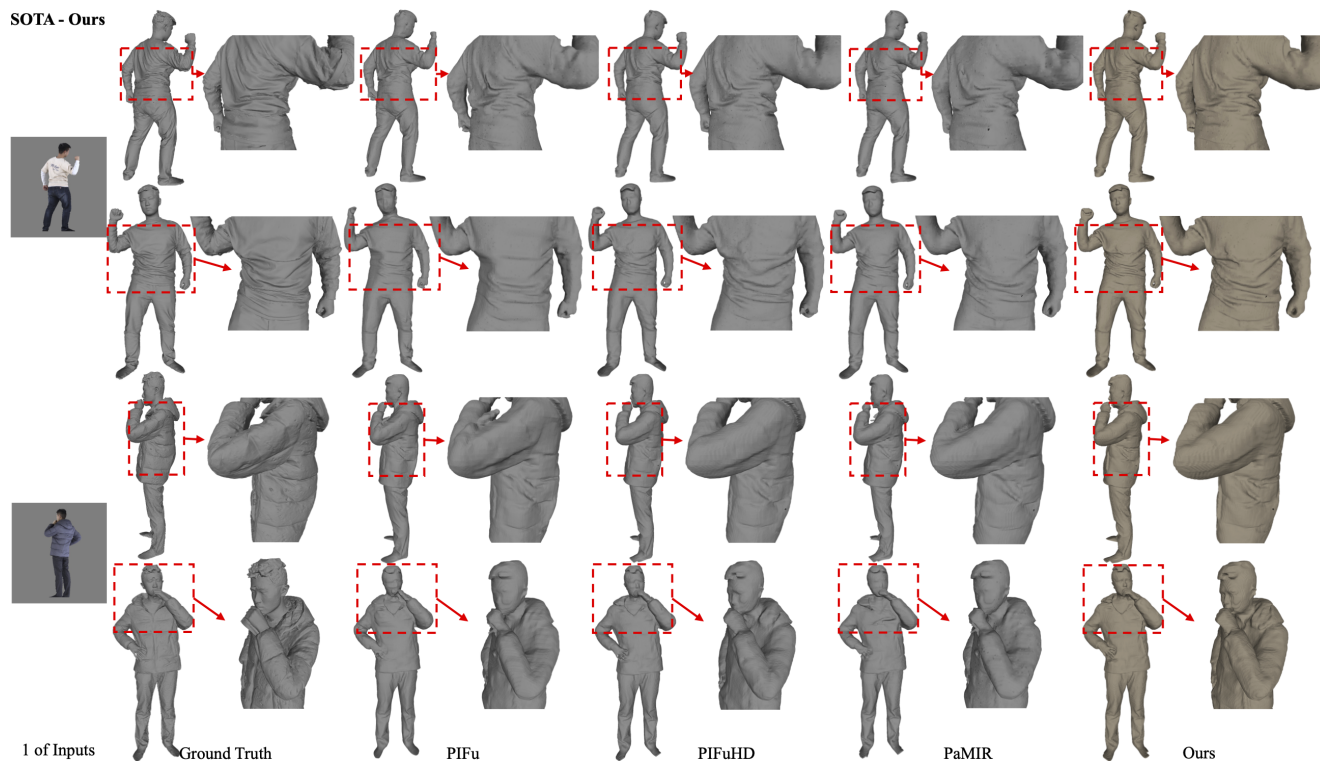 SOTA - Ours
1 of Inputs
Ground Truth
PIFu
PIFuHD
PaMIR
Ours